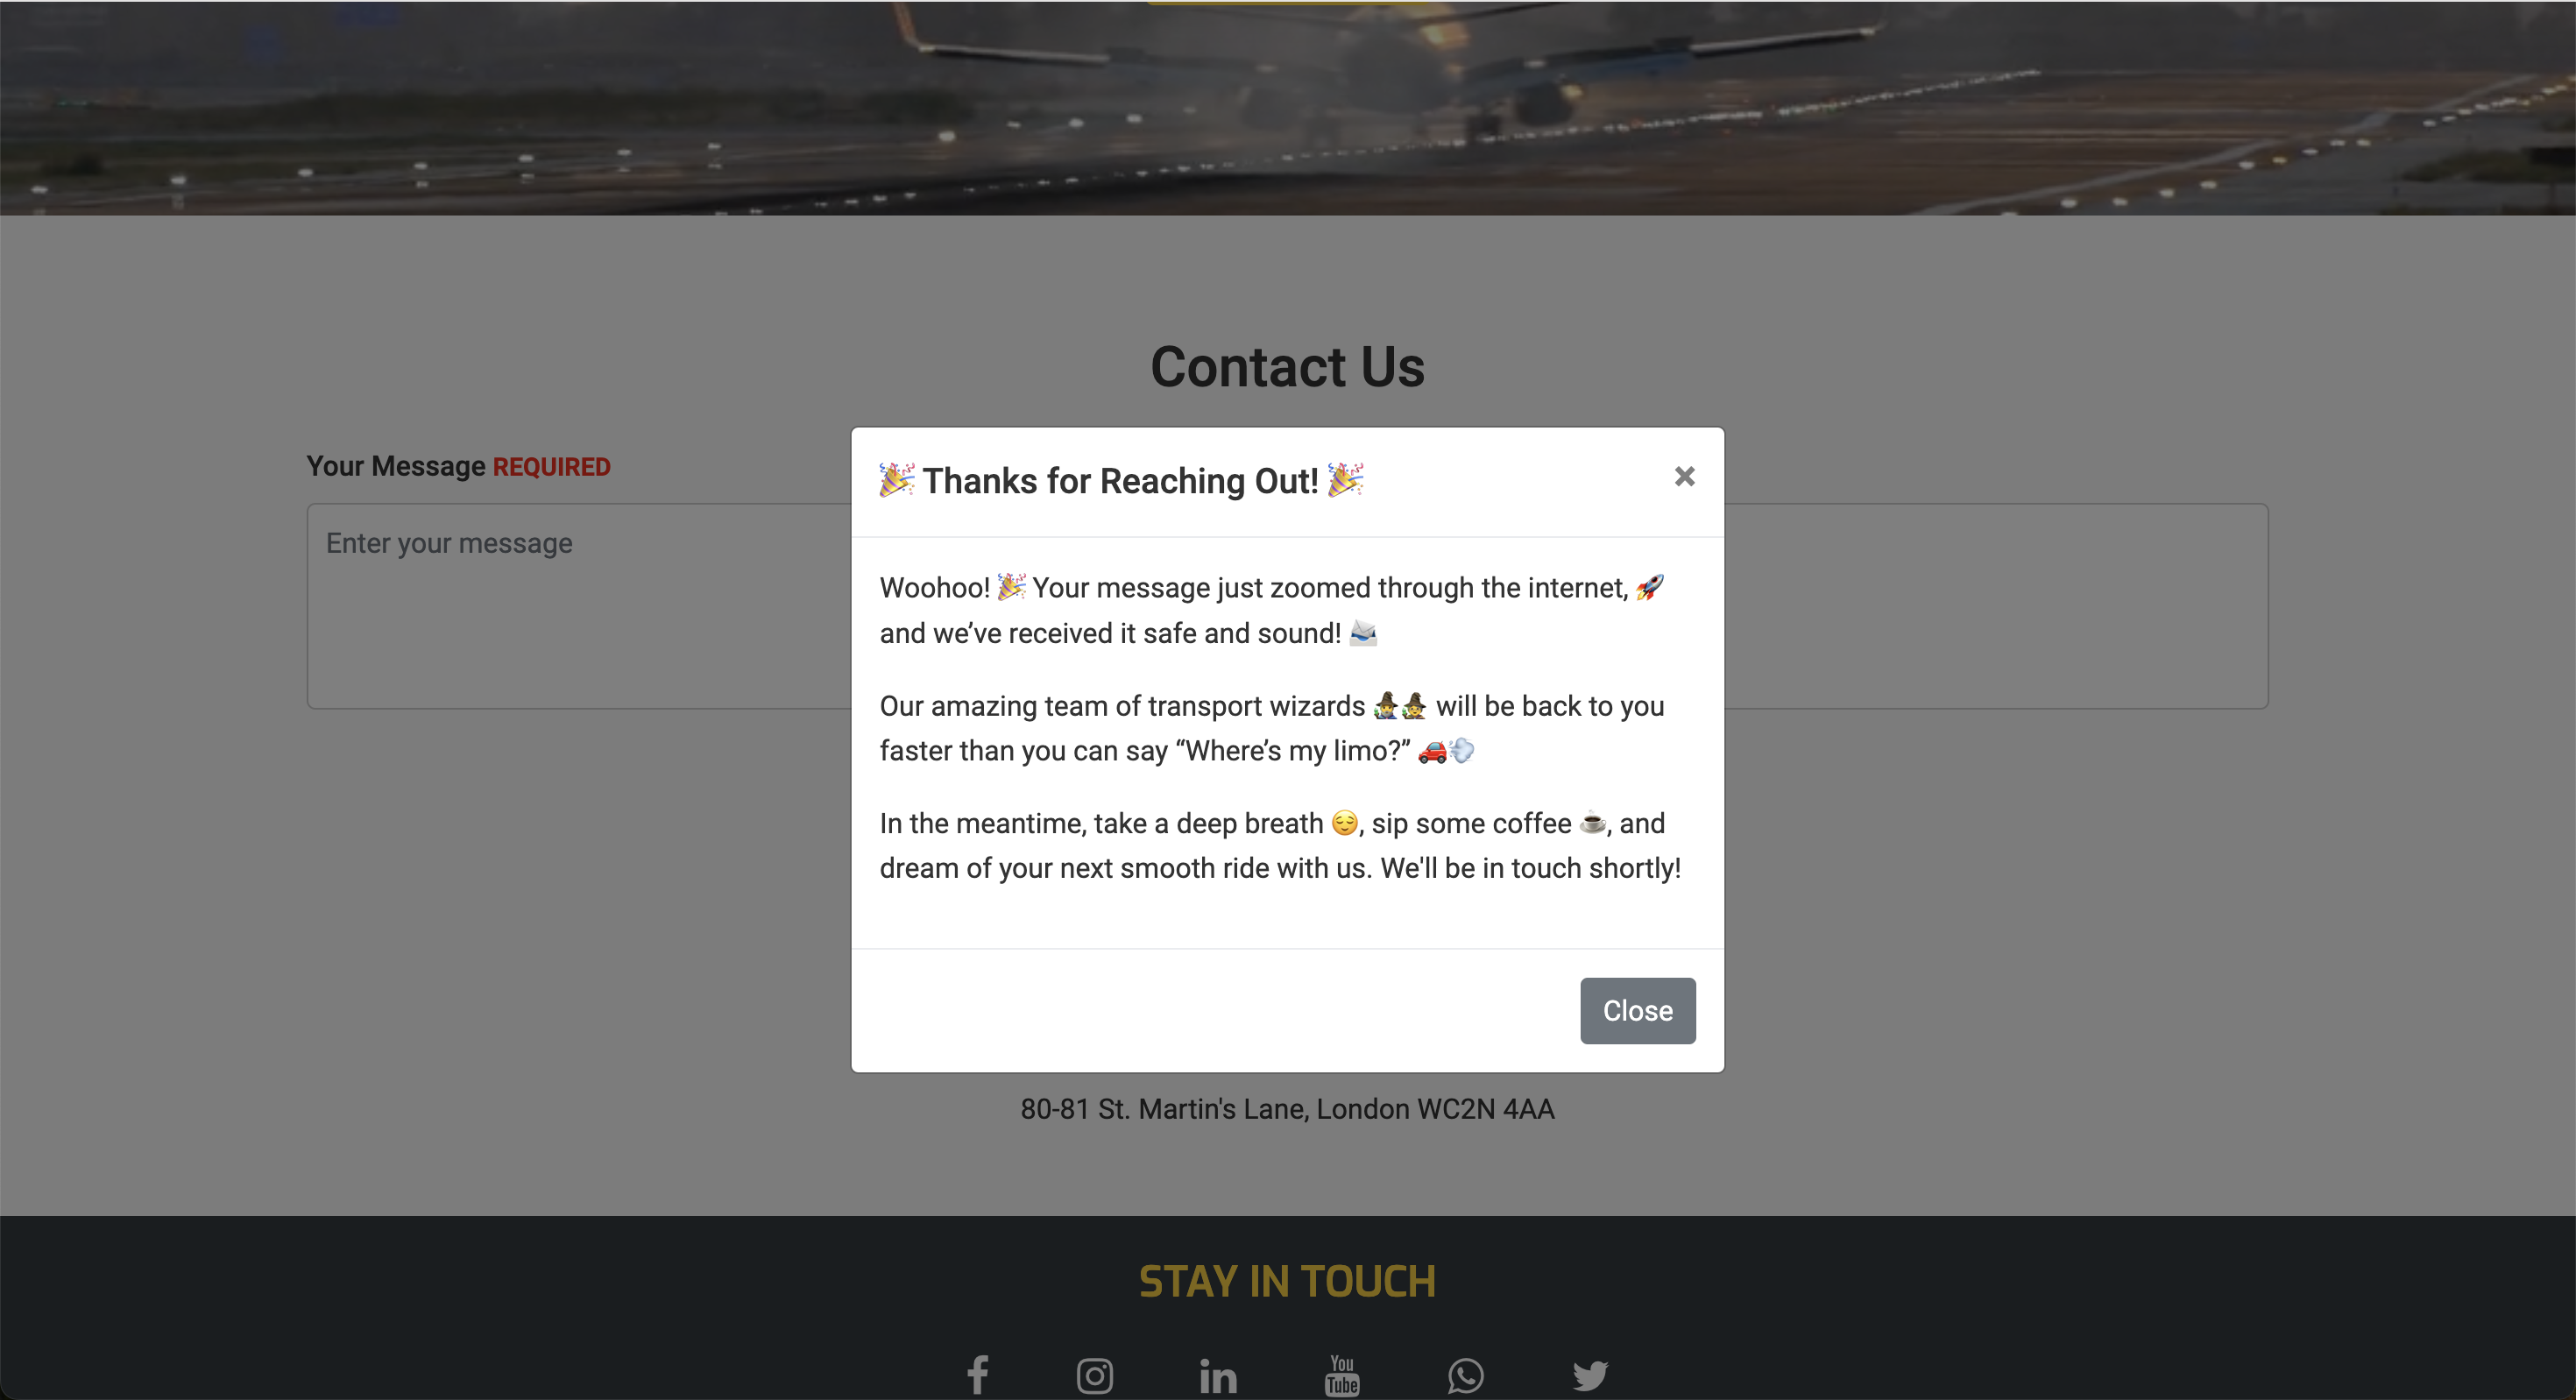 Contact Us
Your Message REQUIRED
Enter your message
🎉 Thanks for Reaching Out! 🎉
×
Woohoo! 🎉 Your message just zoomed through the internet, 🚀
and we’ve received it safe and sound! 📨
Our amazing team of transport wizards 🧙‍♂️🧙‍♀️ will be back to you
faster than you can say “Where’s my limo?” 🚗💨
In the meantime, take a deep breath 😌, sip some coffee ☕, and
dream of your next smooth ride with us. We'll be in touch shortly!
Close
80-81 St. Martin's Lane, London WC2N 4AA
STAY IN TOUCH
You
Tube